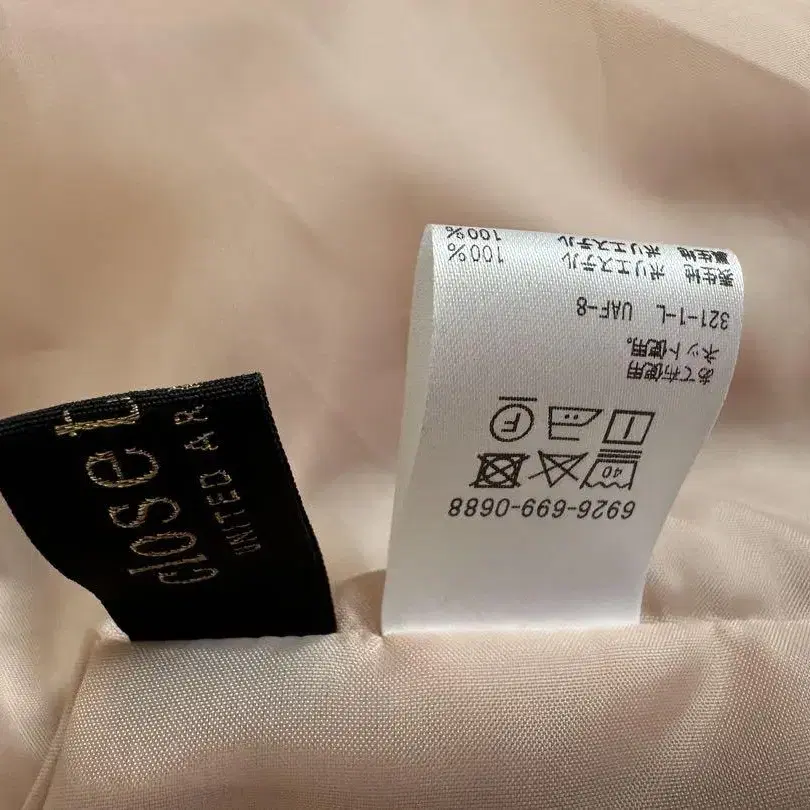 close t
UNITED AR
6926-699-0688
40
F
あて布使用
ネット使用。
321-1-L UAF-8
表生地 ポリエステル 100%
裏生地 ポリエステル 100%